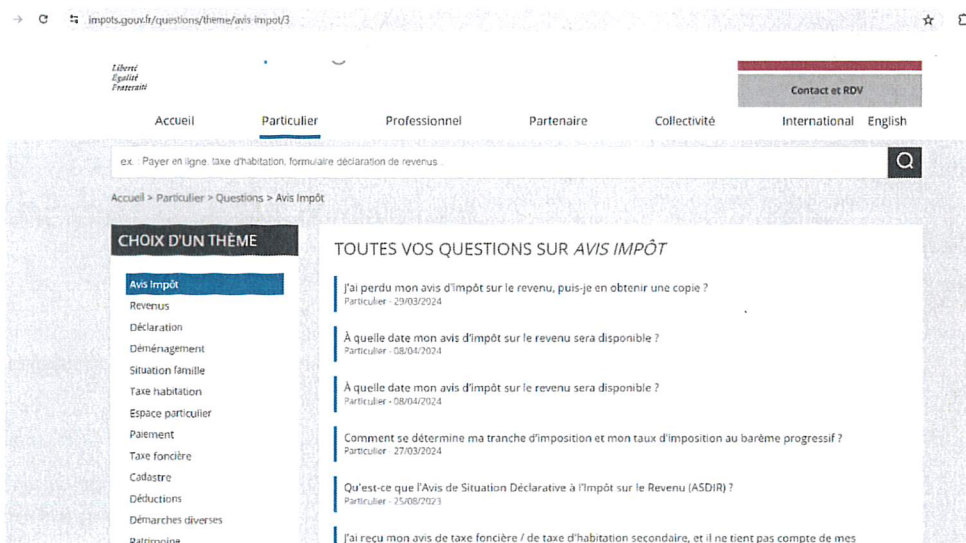 impots.gouv.fr/questions/theme/avis-impot/3
Liberté
Égalité
Fraternité
Contact et RDV
Accueil Particulier Professionnel Partenaire Collectivité International English
ex. : Payer en ligne, taxe d'habitation, formulaire déclaration de revenus...
Accueil > Particulier > Questions > Avis Impôt
CHOIX D'UN THÈME
Avis Impôt
Revenus
Déclaration
Déménagement
Situation famille
Taxe habitation
Espace particulier
Paiement
Taxe foncière
Cadastre
Déductions
Démarches diverses
Patrimoine
TOUTES VOS QUESTIONS SUR AVIS IMPÔT
J'ai perdu mon avis d'impôt sur le revenu, puis-je en obtenir une copie ?
Particulier - 29/03/2024
À quelle date mon avis d'impôt sur le revenu sera disponible ?
Particulier - 08/04/2024
À quelle date mon avis d'impôt sur le revenu sera disponible ?
Particulier - 08/04/2024
Comment se détermine ma tranche d'imposition et mon taux d'imposition au barème progressif ?
Particulier - 27/03/2024
Qu'est-ce que l'Avis de Situation Déclarative à l'Impôt sur le Revenu (ASDIR) ?
Particulier - 25/08/2023
J'ai reçu mon avis de taxe foncière / de taxe d'habitation secondaire, et il ne tient pas compte de mes